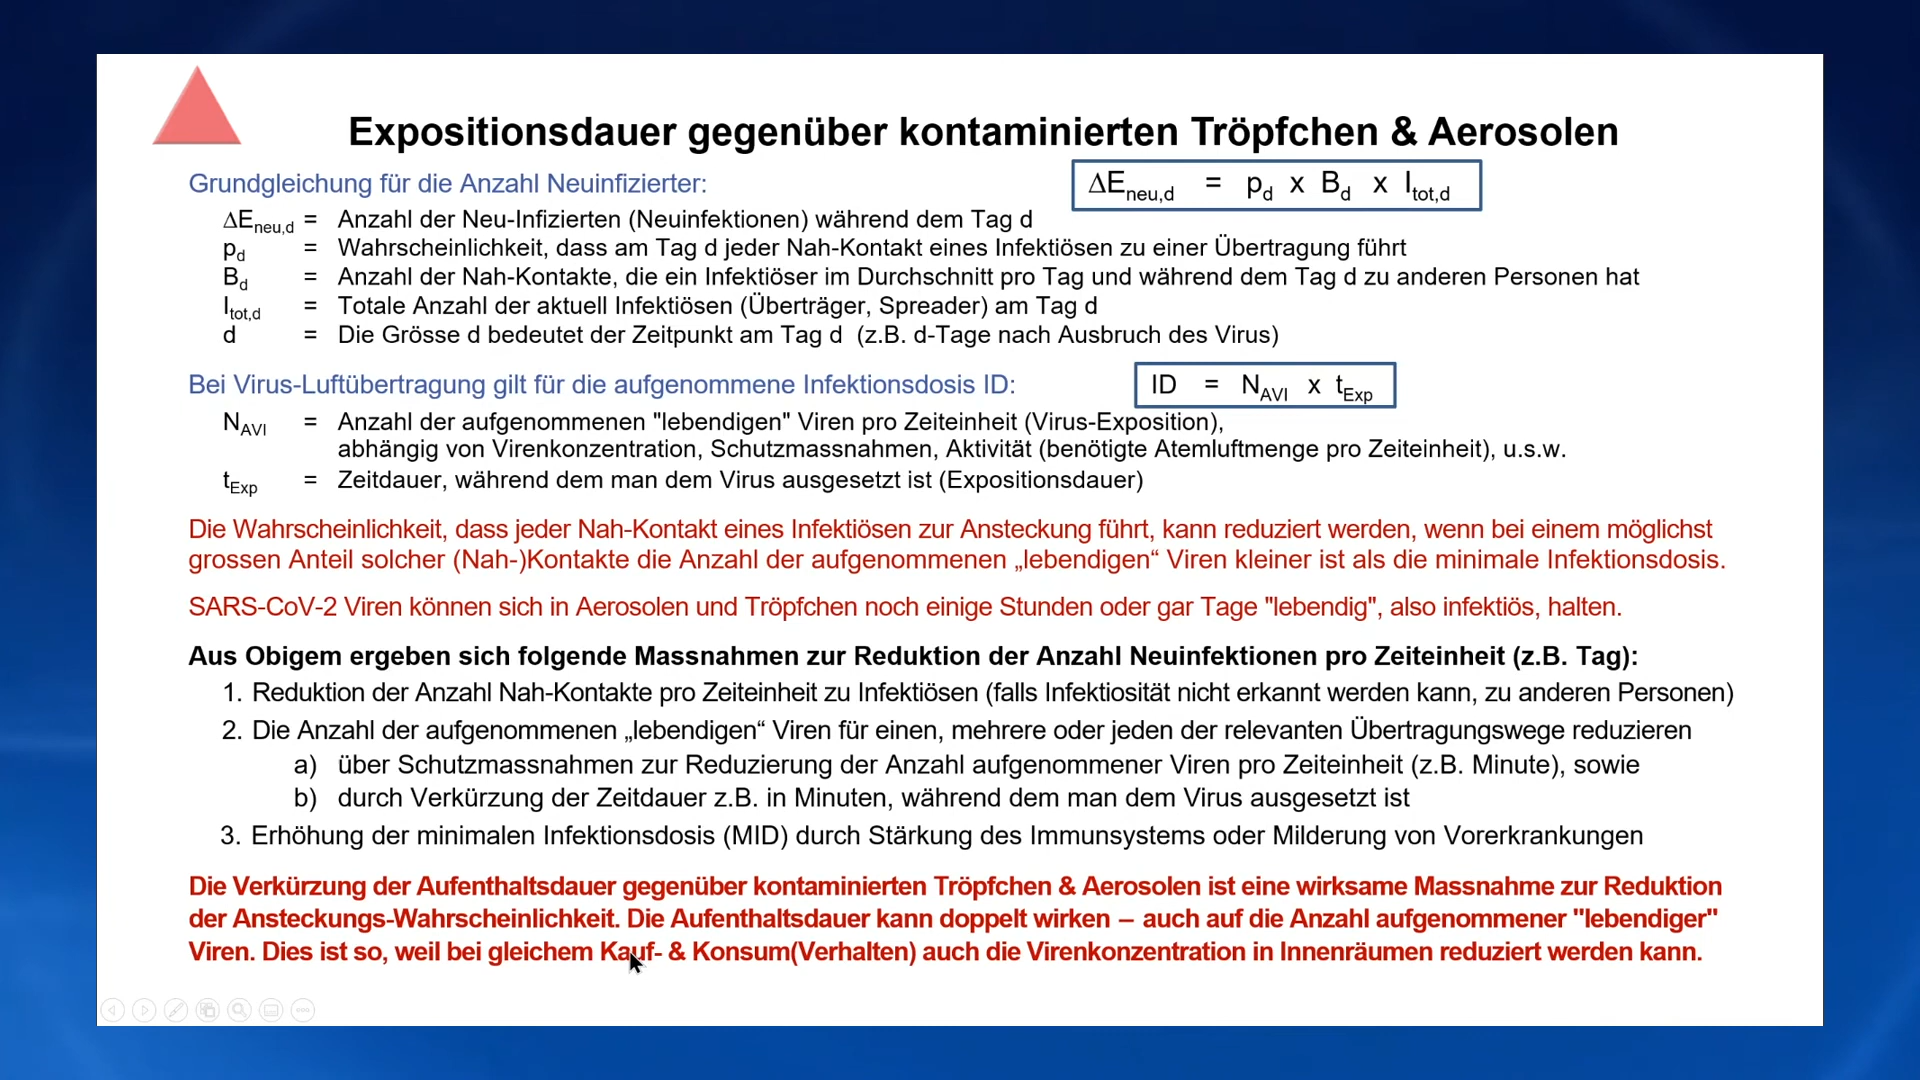 Expositionsdauer gegenüber kontaminierten Tröpfchen & Aerosolen
Grundgleichung für die Anzahl Neuinfizierter: ΔEneu,d = pd x Bd x Itot,d
ΔEneu,d = Anzahl der Neu-Infizierten (Neuinfektionen) während dem Tag d
pd = Wahrscheinlichkeit, dass am Tag d jeder Nah-Kontakt eines Infektiösen zu einer Übertragung führt
Bd = Anzahl der Nah-Kontakte, die ein Infektiöser im Durchschnitt pro Tag und während dem Tag d zu anderen Personen hat
Itot,d = Totale Anzahl der aktuell Infektiösen (Überträger, Spreader) am Tag d
d = Die Grösse d bedeutet der Zeitpunkt am Tag d (z.B. d-Tage nach Ausbruch des Virus)
Bei Virus-Luftübertragung gilt für die aufgenommene Infektionsdosis ID: ID = NAVI x tExp
NAVI = Anzahl der aufgenommenen "lebendigen" Viren pro Zeiteinheit (Virus-Exposition),
abhängig von Virenkonzentration, Schutzmassnahmen, Aktivität (benötigte Atemluftmenge pro Zeiteinheit), u.s.w.
tExp = Zeitdauer, während dem man dem Virus ausgesetzt ist (Expositionsdauer)
Die Wahrscheinlichkeit, dass jeder Nah-Kontakt eines Infektiösen zur Ansteckung führt, kann reduziert werden, wenn bei einem möglichst
grossen Anteil solcher (Nah-)Kontakte die Anzahl der aufgenommenen „lebendigen“ Viren kleiner ist als die minimale Infektionsdosis.
SARS-CoV-2 Viren können sich in Aerosolen und Tröpfchen noch einige Stunden oder gar Tage "lebendig", also infektiös, halten.
Aus Obigem ergeben sich folgende Massnahmen zur Reduktion der Anzahl Neuinfektionen pro Zeiteinheit (z.B. Tag):
1. Reduktion der Anzahl Nah-Kontakte pro Zeiteinheit zu Infektiösen (falls Infektiosität nicht erkannt werden kann, zu anderen Personen)
2. Die Anzahl der aufgenommenen „lebendigen“ Viren für einen, mehrere oder jeden der relevanten Übertragungswege reduzieren
a) über Schutzmassnahmen zur Reduzierung der Anzahl aufgenommener Viren pro Zeiteinheit (z.B. Minute), sowie
b) durch Verkürzung der Zeitdauer z.B. in Minuten, während dem man dem Virus ausgesetzt ist
3. Erhöhung der minimalen Infektionsdosis (MID) durch Stärkung des Immunsystems oder Milderung von Vorerkrankungen
Die Verkürzung der Aufenthaltsdauer gegenüber kontaminierten Tröpfchen & Aerosolen ist eine wirksame Massnahme zur Reduktion
der Ansteckungs-Wahrscheinlichkeit. Die Aufenthaltsdauer kann doppelt wirken – auch auf die Anzahl aufgenommener "lebendiger"
Viren. Dies ist so, weil bei gleichem Kauf- & Konsum(Verhalten) auch die Virenkonzentration in Innenräumen reduziert werden kann.